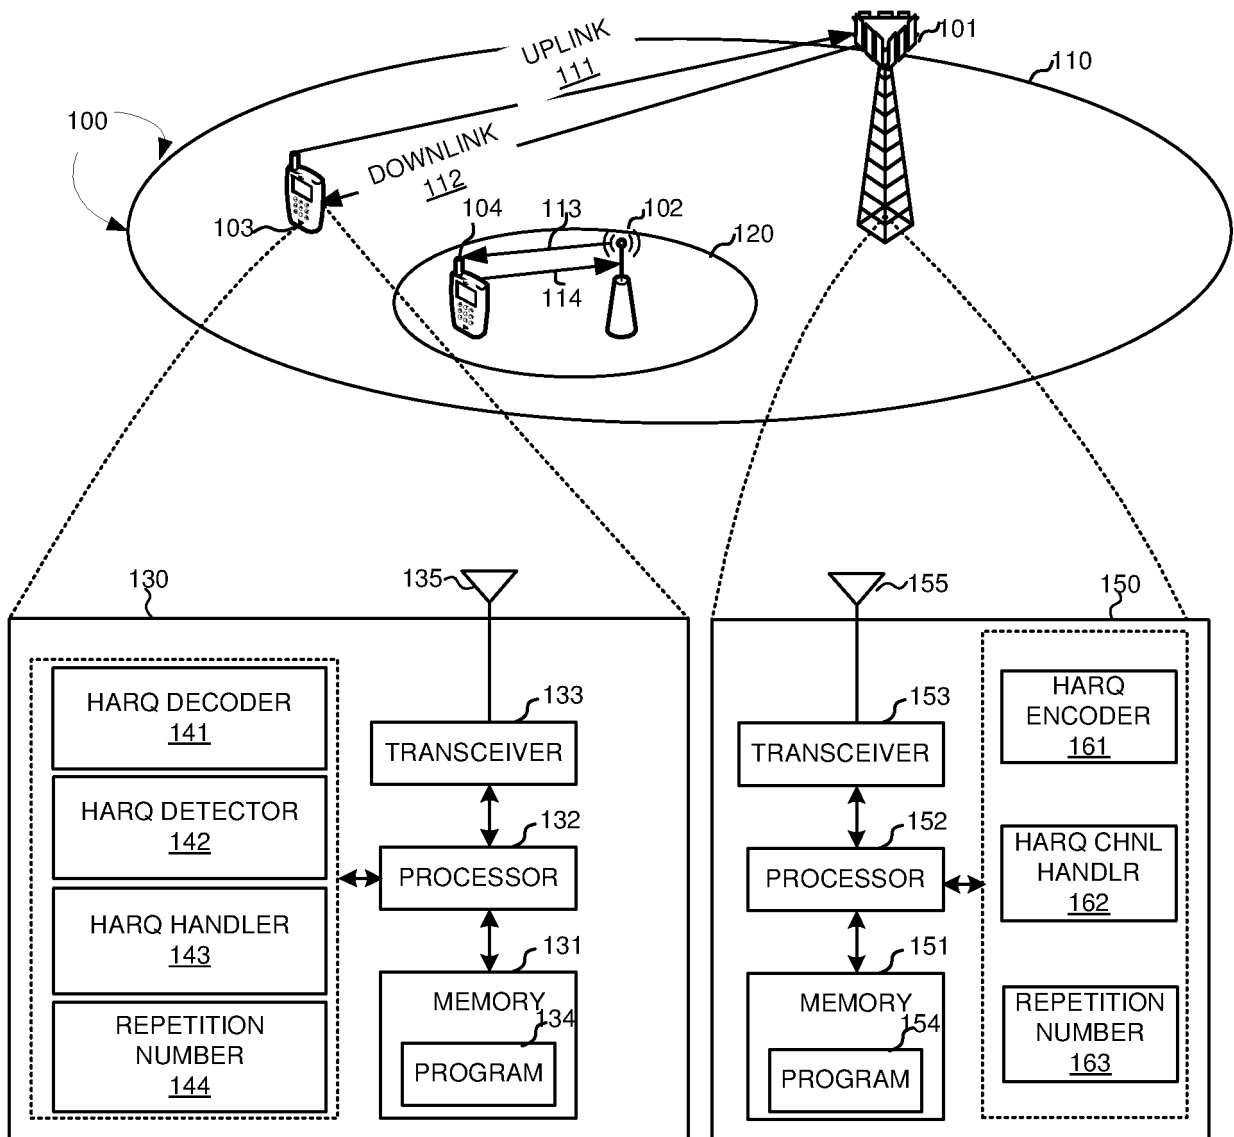 101
UPLINK
111
110
100
DOWNLINK
112
103
104
113
102
120
114
130
135
155
150
HARQ DECODER
141
HARQ DETECTOR
142
HARQ HANDLER
143
REPETITION
NUMBER
144
133
TRANSCEIVER
132
PROCESSOR
131
MEMORY
134
PROGRAM
153
TRANSCEIVER
152
PROCESSOR
151
MEMORY
154
PROGRAM
HARQ
ENCODER
161
HARQ CHNL
HANDLR
162
REPETITION
NUMBER
163